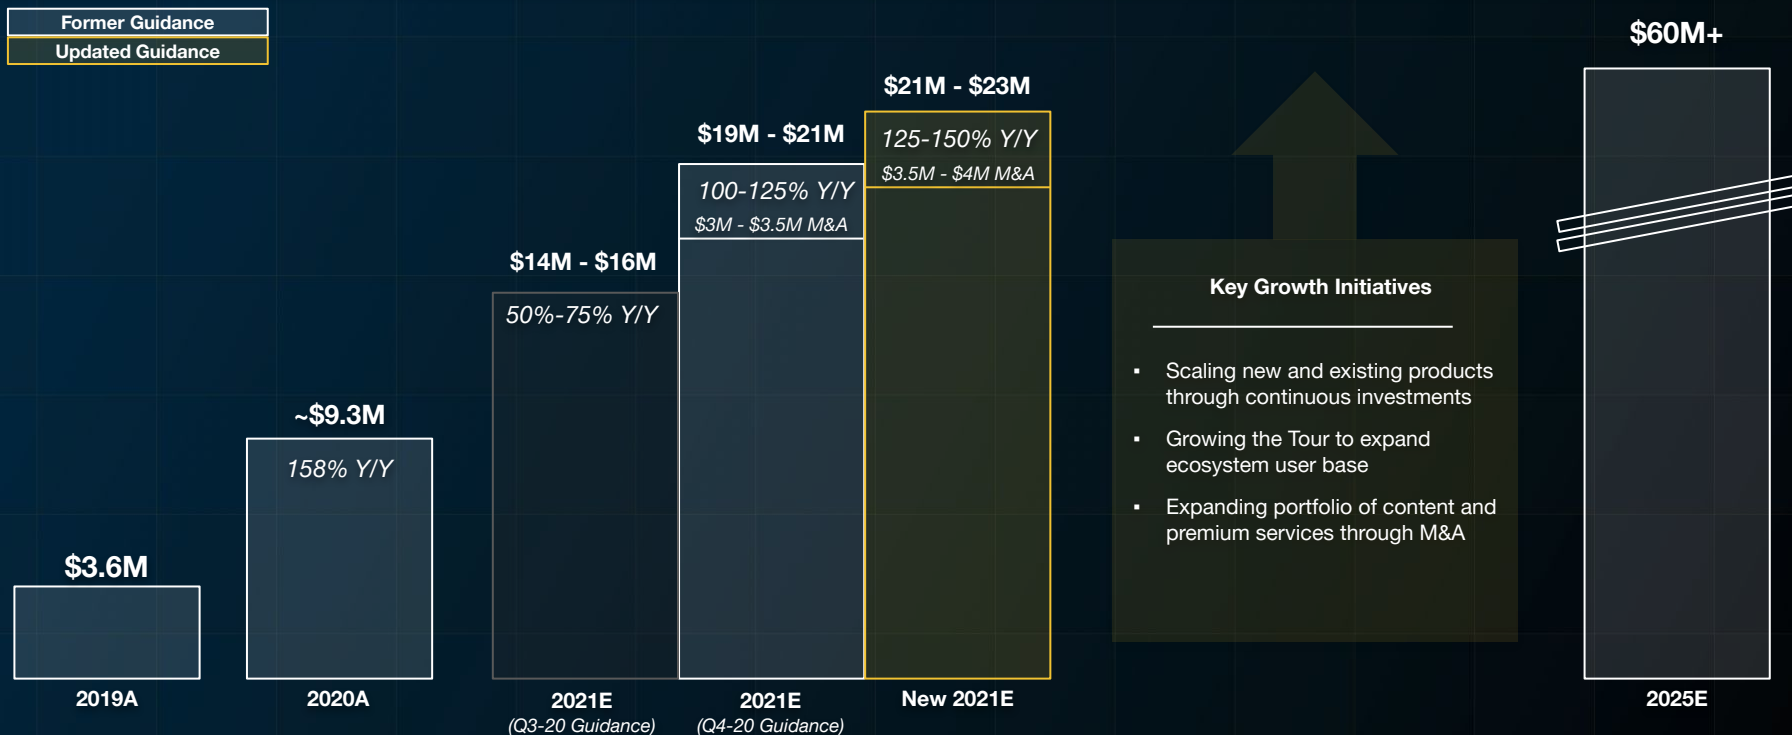 Former Guidance
Updated Guidance
$3.6M
2019A
~$9.3M
158% Y/Y
2020A
$14M - $16M
50%-75% Y/Y
2021E
(Q3-20 Guidance)
$19M - $21M
100-125% Y/Y
$3M - $3.5M M&A
2021E
(Q4-20 Guidance)
$21M - $23M
125-150% Y/Y
$3.5M - $4M M&A
New 2021E
Key Growth Initiatives
▪ Scaling new and existing products
through continuous investments
▪ Growing the Tour to expand
ecosystem user base
▪ Expanding portfolio of content and
premium services through M&A
$60M+
2025E